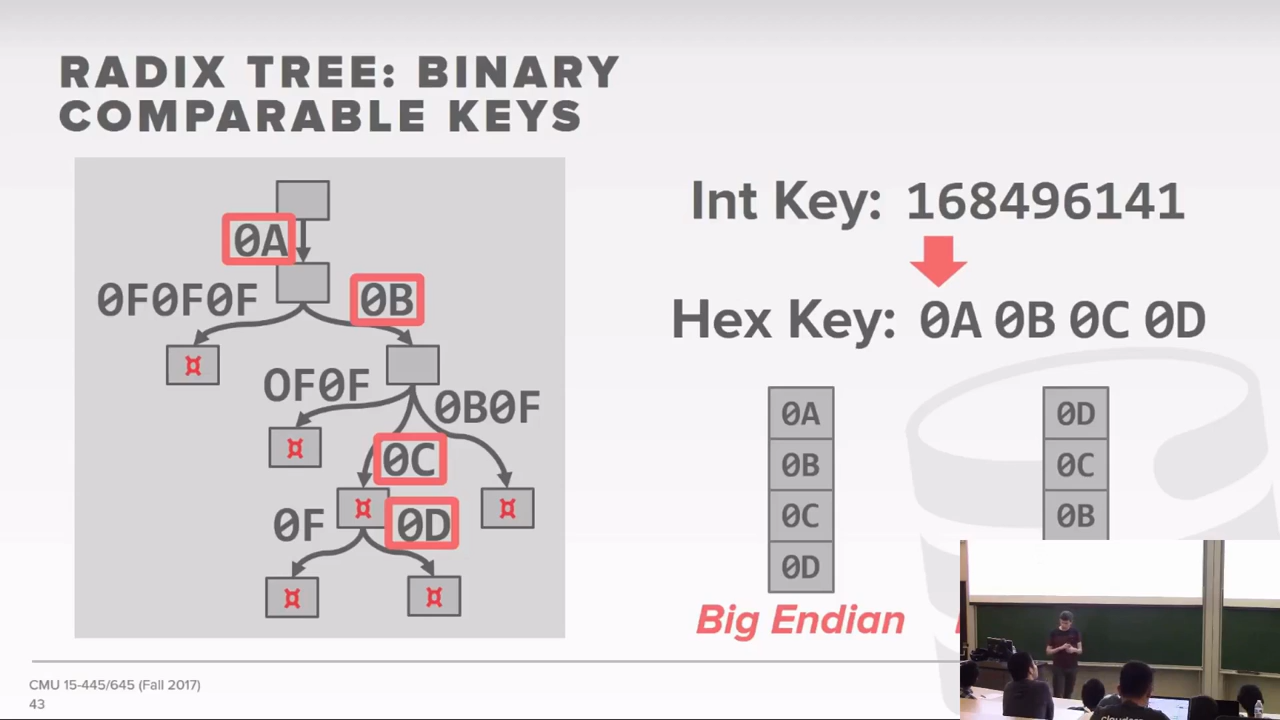 RADIX TREE: BINARY
COMPARABLE KEYS
0A
0F0F0F
0B
0F0F
0B0F
0C
0F
0D
¤
¤
¤
¤
¤
¤
Int Key: 168496141
Hex Key: 0A 0B 0C 0D
0A
0B
0C
0D
Big Endian
0D
0C
0B
CMU 15-445/645 (Fall 2017)
43
cloudera